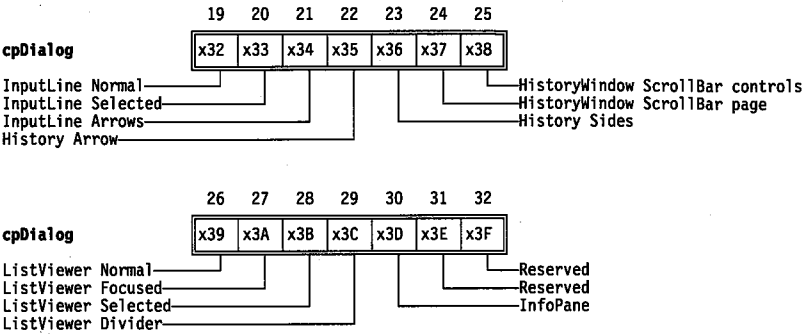 19 20 21 22 23 24 25
cpDialog x32 x33 x34 x35 x36 x37 x38
InputLine Normal HistoryWindow ScrollBar controls
InputLine Selected HistoryWindow ScrollBar page
InputLine Arrows History Sides
History Arrow
26 27 28 29 30 31 32
cpDialog x39 x3A x3B x3C x3D x3E x3F
ListViewer Normal Reserved
ListViewer Focused Reserved
ListViewer Selected InfoPane
ListViewer Divider